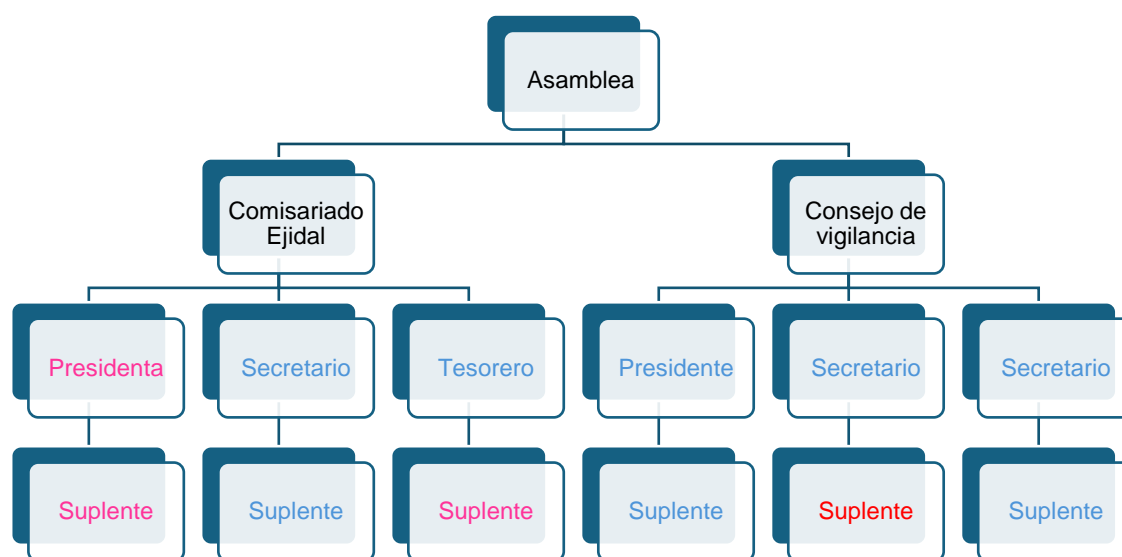 Asamblea
Comisariado
Ejidal
Consejo de
vigilancia
Presidenta
Secretario
Tesorero
Presidente
Secretario
Secretario
Suplente
Suplente
Suplente
Suplente
Suplente
Suplente